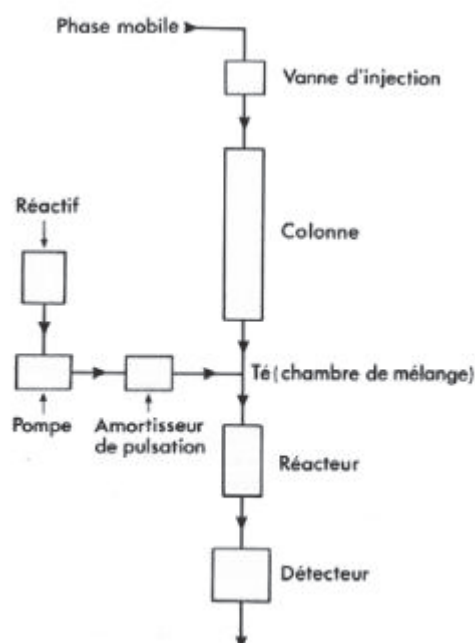 Phase mobile
Vanne d'injection
Colonne
Réactif
Té (chambre de mélange)
Pompe
Amortisseur
de pulsation
Réacteur
Détecteur